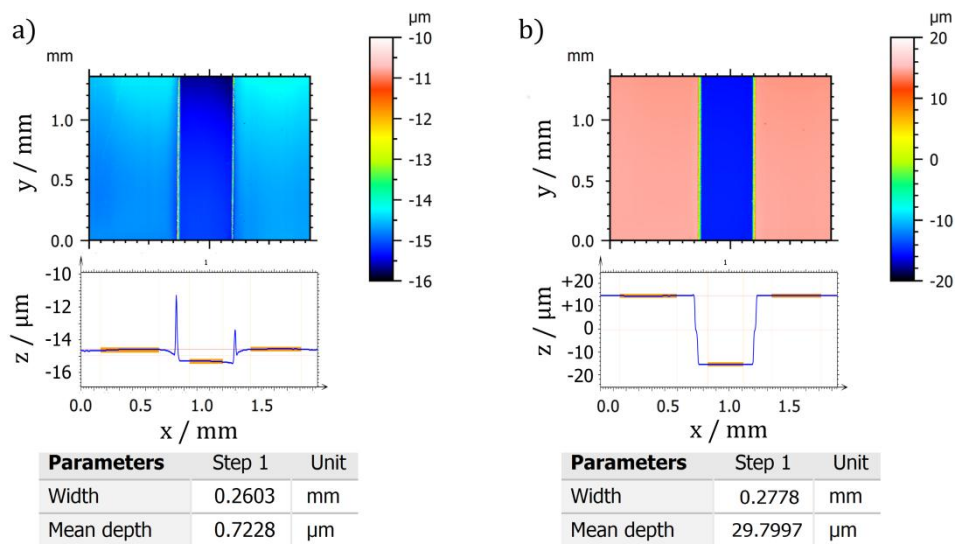 a)
µm
mm
-10
-11
-12
-13
-14
-15
-16
1.0
0.5
0.0
y / mm
1
-10
-12
-14
-16
z / µm
0.0 0.5 1.0 1.5
x / mm
Parameters Step 1 Unit
Width 0.2603 mm
Mean depth 0.7228 µm
b)
µm
mm
20
10
0
-10
-20
1.0
0.5
0.0
y / mm
1
+20
+10
0
-10
-20
z / µm
0.0 0.5 1.0 1.5
x / mm
Parameters Step 1 Unit
Width 0.2778 mm
Mean depth 29.7997 µm